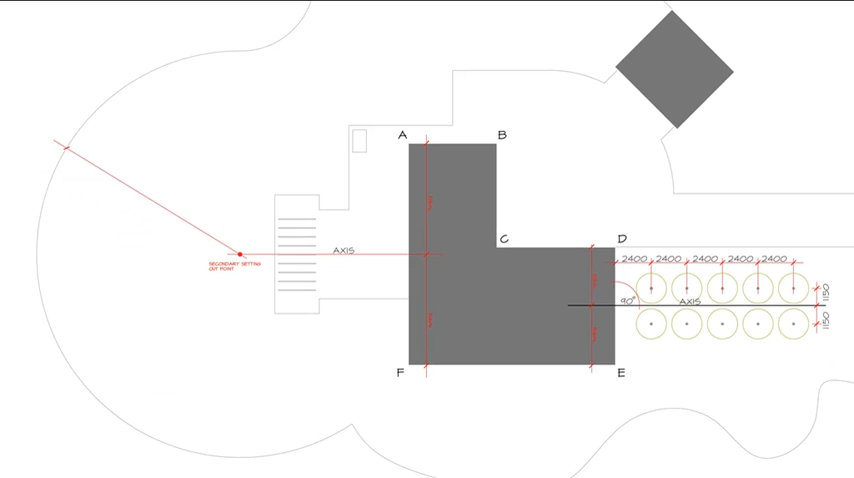 A
B
C
D
2400
2400
2400
2400
2400
AXIS
SECONDARY SETTING
OUT POINT
90°
AXIS
1150
1150
F
E